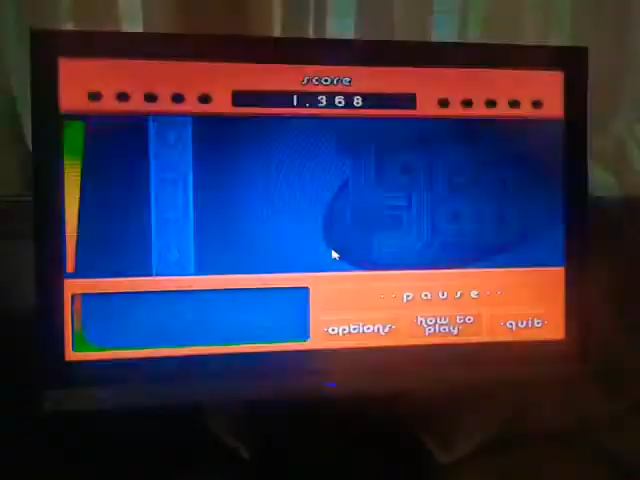 score
1.368
··pause··
·options·
·how to
play·
·quit·